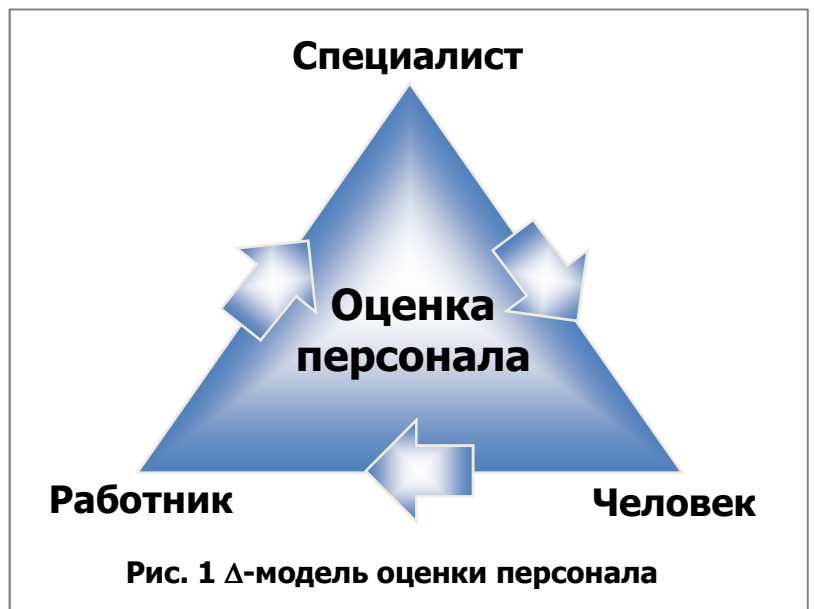 Специалист
Оценка
персонала
Работник
Человек
Рис. 1 Δ-модель оценки персонала